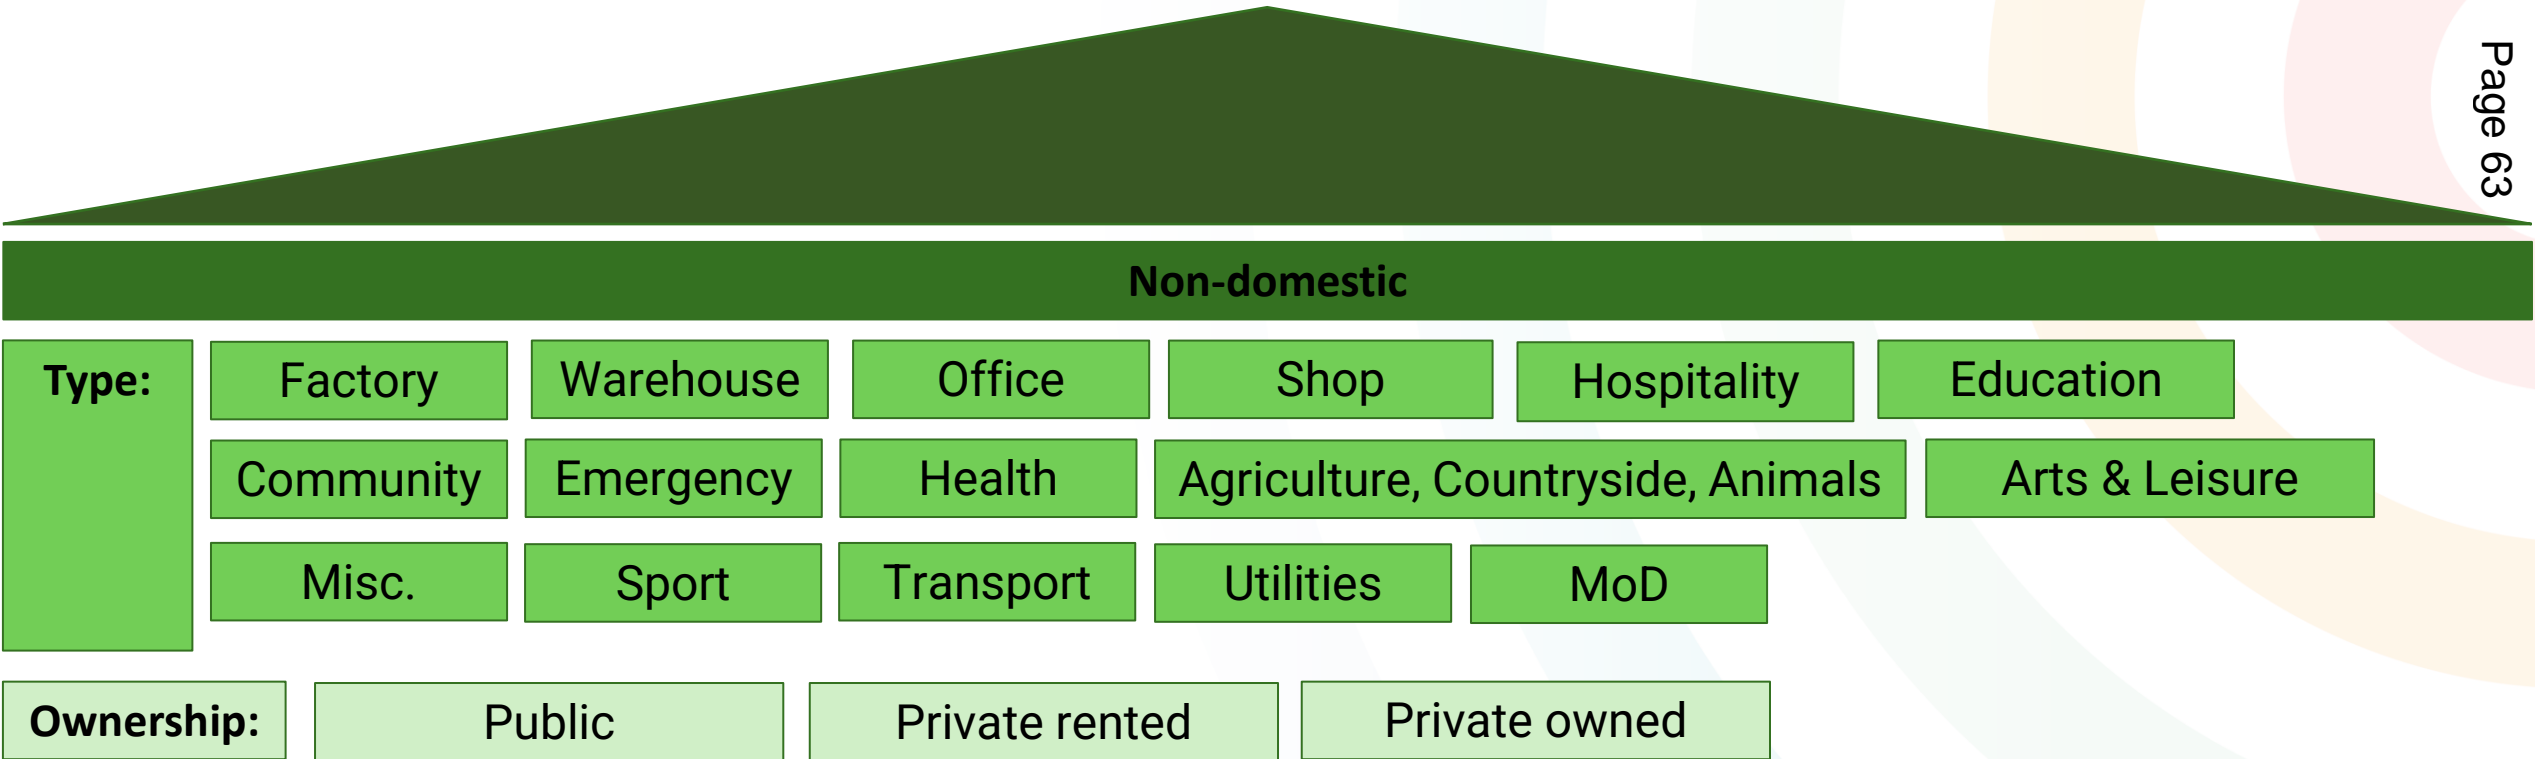 Page 63
Non-domestic
Type: Factory Warehouse Office Shop Hospitality Education
Community Emergency Health Agriculture, Countryside, Animals Arts & Leisure
Misc. Sport Transport Utilities MoD
Ownership: Public Private rented Private owned